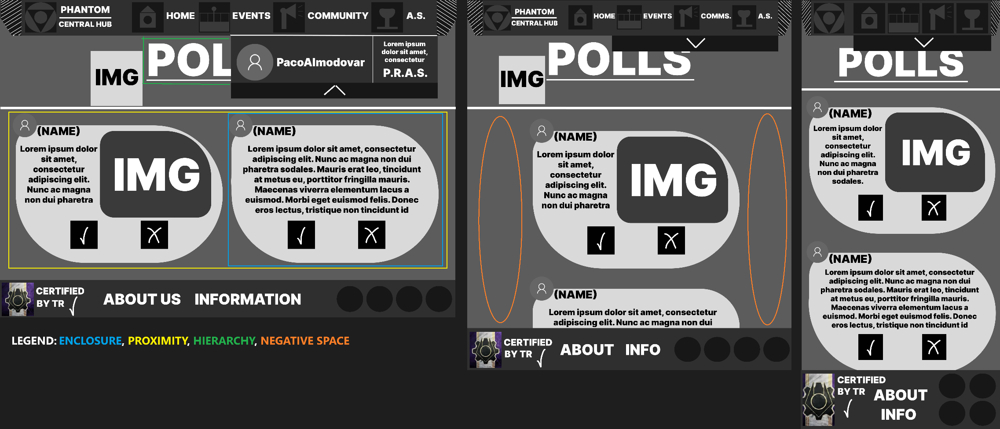 PHANTOM
CENTRAL HUB
HOME
EVENTS
COMMUNITY
A.S.
IMG
POL
PacoAlmodovar
Lorem ipsum
dolor sit amet,
consectetur
P.R.A.S.
(NAME)
Lorem ipsum dolor
sit amet,
consectetur
adipiscing elit.
Nunc ac magna
non dui pharetra
IMG
(NAME)
Lorem ipsum dolor sit amet, consectetur
adipiscing elit. Nunc ac magna non dui
pharetra sodales. Mauris erat leo, tincidunt
at metus eu, porttitor fringilla mauris.
Maecenas viverra elementum lacus a
euismod. Morbi eget euismod felis. Donec
eros lectus, tristique non tincidunt id
CERTIFIED
BY TR
ABOUT US
INFORMATION
LEGEND: ENCLOSURE, PROXIMITY, HIERARCHY, NEGATIVE SPACE
PHANTOM
CENTRAL HUB
HOME
EVENTS
COMMS.
A.S.
IMG
POLLS
(NAME)
Lorem ipsum dolor
sit amet,
consectetur
adipiscing elit.
Nunc ac magna
non dui pharetra
IMG
(NAME)
Lorem ipsum dolor sit amet, consectetur
adipiscing elit. Nunc ac magna non dui
CERTIFIED
BY TR
ABOUT
INFO
POLLS
(NAME)
Lorem ipsum dolor
sit amet,
consectetur
adipiscing elit.
Nunc ac magna
non dui pharetra
sodales.
IMG
(NAME)
Lorem ipsum dolor sit amet, consectetur
adipiscing elit. Nunc ac magna non dui
pharetra sodales. Mauris erat leo, tincidunt
at metus eu, porttitor fringilla mauris.
Maecenas viverra elementum lacus a
euismod. Morbi eget euismod felis. Donec
eros lectus, tristique non tincidunt id
CERTIFIED
BY TR
ABOUT
INFO